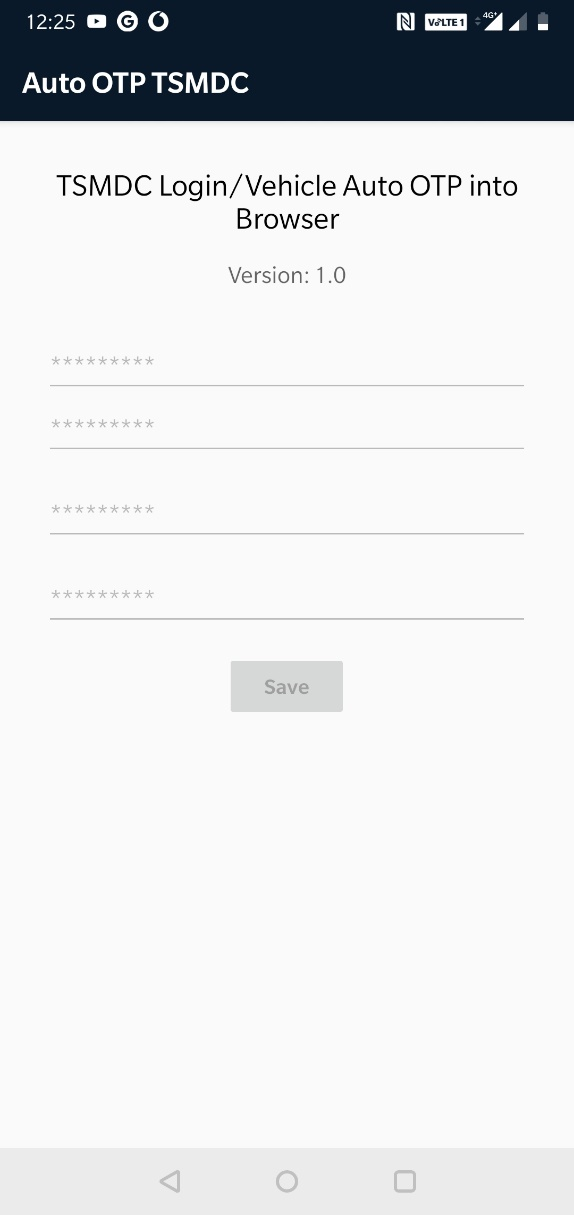 12:25 VoLTE 1 4G+
Auto OTP TSMDC
TSMDC Login/Vehicle Auto OTP into
Browser
Version: 1.0
*********
*********
*********
*********
Save